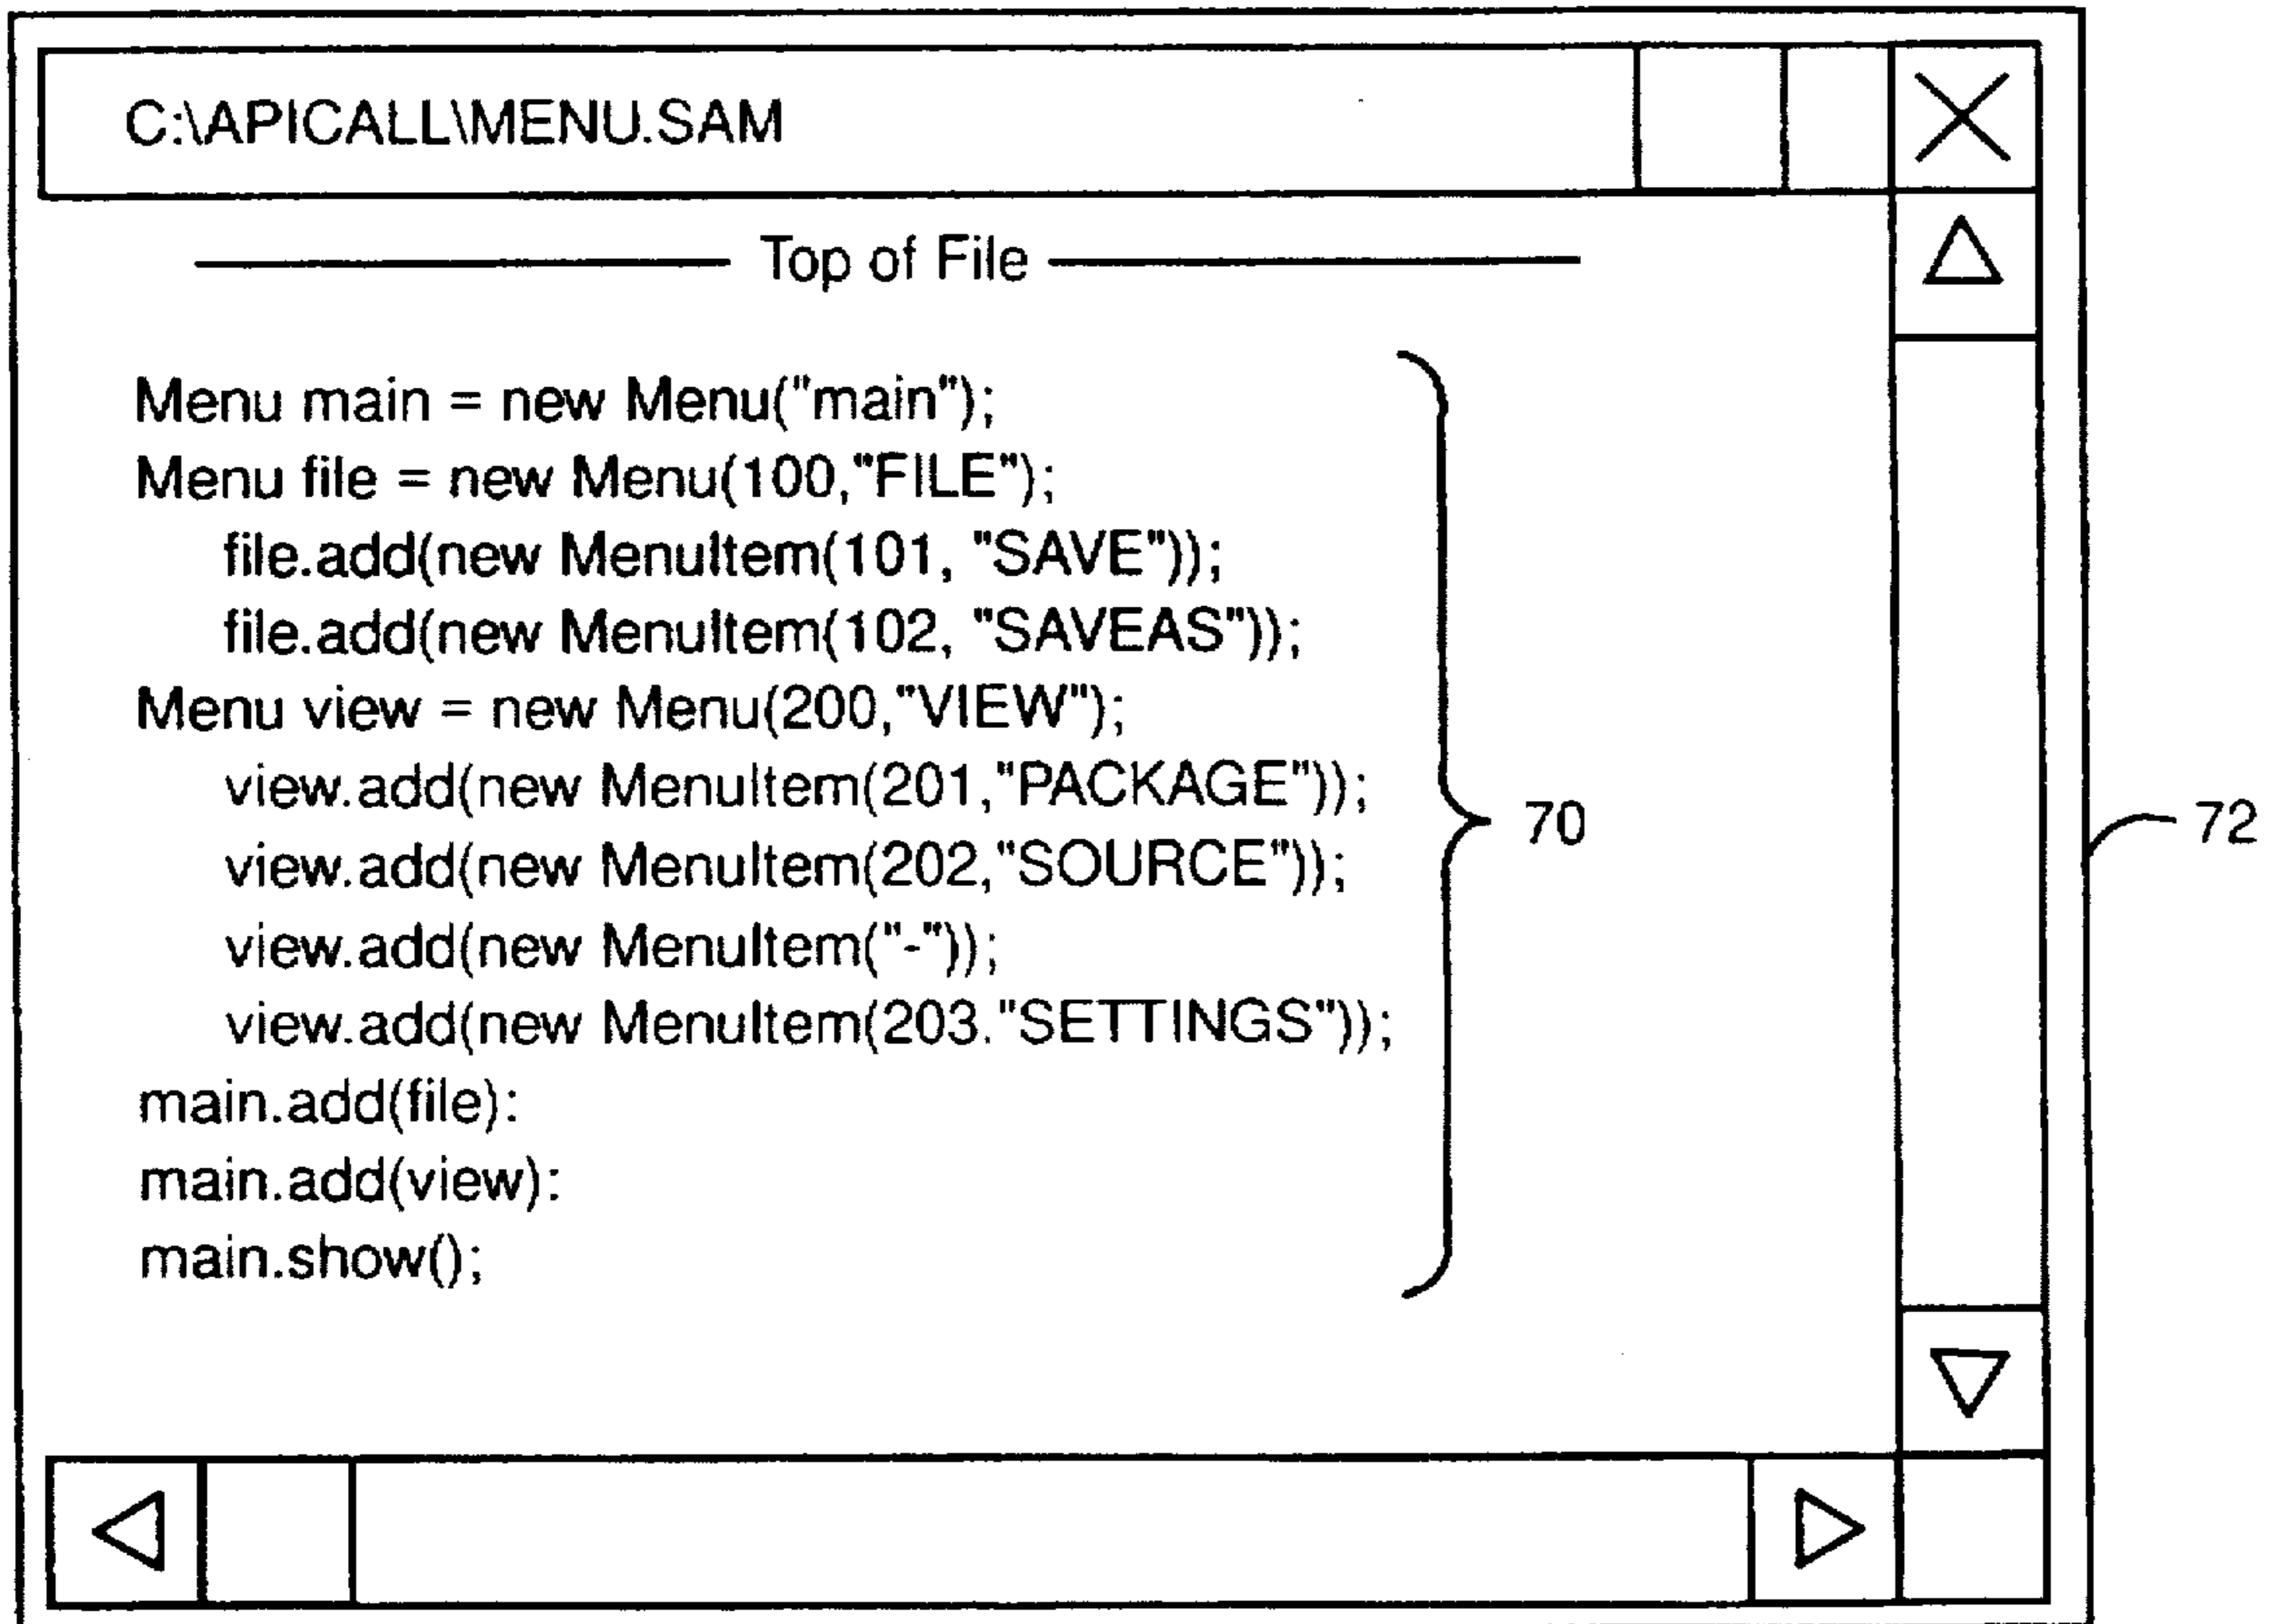 C:\APICALL\MENU.SAM
Top of File
Menu main = new Menu("main");
Menu file = new Menu(100,"FILE");
file.add(new MenuItem(101, "SAVE"));
file.add(new MenuItem(102, "SAVEAS"));
Menu view = new Menu(200,"VIEW");
view.add(new MenuItem(201,"PACKAGE"));
view.add(new MenuItem(202,"SOURCE"));
view.add(new MenuItem("-"));
view.add(new MenuItem(203."SETTINGS"));
main.add(file):
main.add(view):
main.show();
70
72